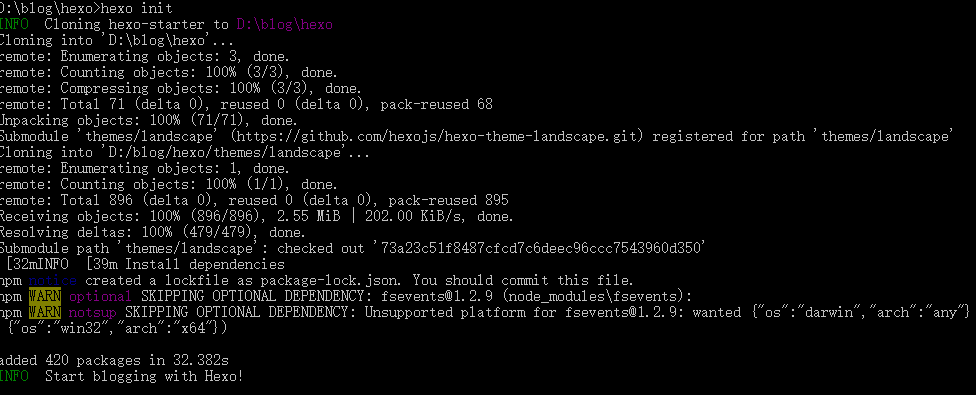 D:\blog\hexo>hexo init
INFO  Cloning hexo-starter to D:\blog\hexo
Cloning into 'D:\blog\hexo'...
remote: Enumerating objects: 3, done.
remote: Counting objects: 100% (3/3), done.
remote: Compressing objects: 100% (3/3), done.
remote: Total 71 (delta 0), reused 0 (delta 0), pack-reused 68
Unpacking objects: 100% (71/71), done.
Submodule 'themes/landscape' (https://github.com/hexojs/hexo-theme-landscape.git) registered for path 'themes/landscape'
Cloning into 'D:/blog/hexo/themes/landscape'...
remote: Enumerating objects: 1, done.
remote: Counting objects: 100% (1/1), done.
remote: Total 896 (delta 0), reused 0 (delta 0), pack-reused 895
Receiving objects: 100% (896/896), 2.55 MiB | 202.00 KiB/s, done.
Resolving deltas: 100% (479/479), done.
Submodule path 'themes/landscape': checked out '73a23c51f8487cfcd7c6deec96ccc7543960d350'
[32mINFO  [39m Install dependencies
npm notice created a lockfile as package-lock.json. You should commit this file.
npm WARN optional SKIPPING OPTIONAL DEPENDENCY: fsevents@1.2.9 (node_modules\fsevents):
npm WARN notsup SKIPPING OPTIONAL DEPENDENCY: Unsupported platform for fsevents@1.2.9: wanted {"os":"darwin","arch":"any"}
{"os":"win32","arch":"x64"})
added 420 packages in 32.382s
INFO  Start blogging with Hexo!